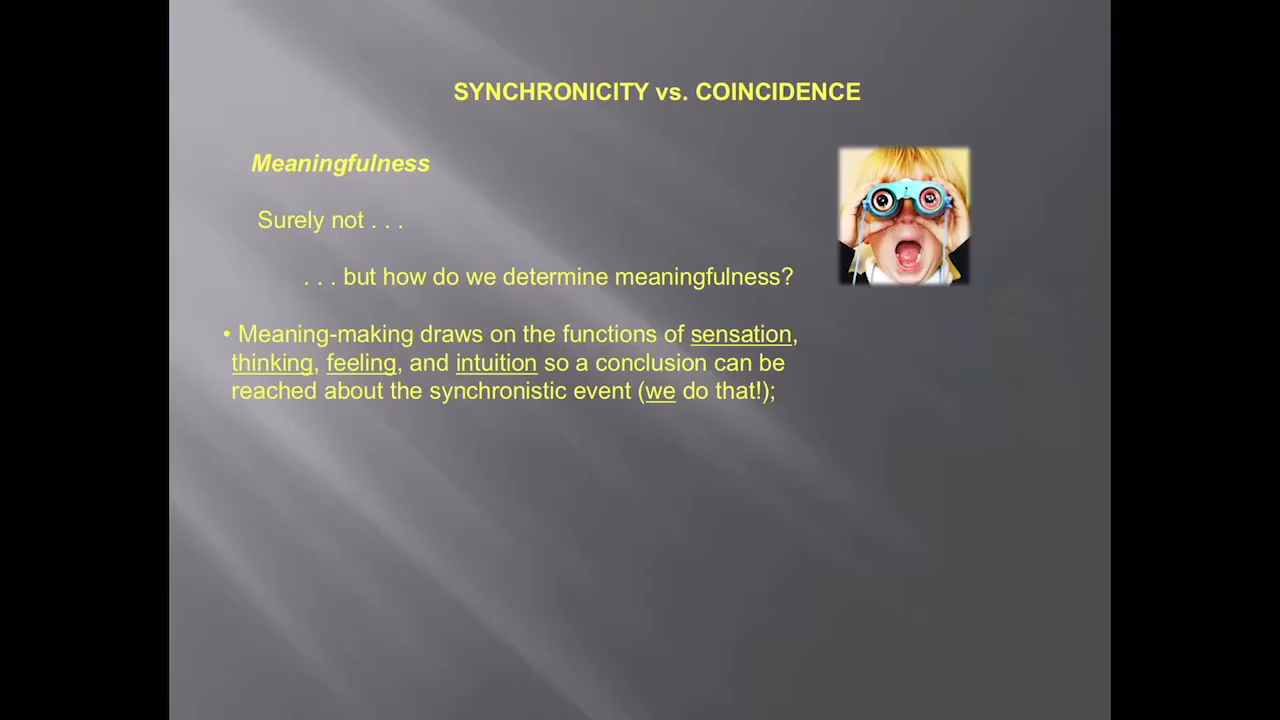 SYNCHRONICITY vs. COINCIDENCE
Meaningfulness
Surely not . . .
. . . but how do we determine meaningfulness?
• Meaning-making draws on the functions of sensation,
thinking, feeling, and intuition so a conclusion can be
reached about the synchronistic event (we do that!);